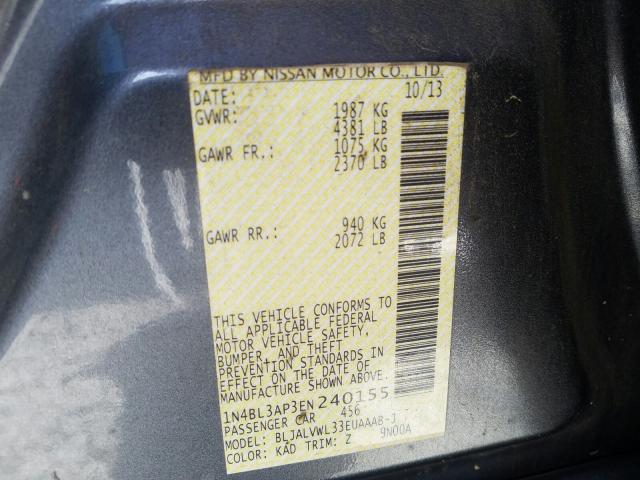 MFD BY NISSAN MOTOR CO., LTD.
DATE: 10/13
GVWR: 1987 KG
4381 LB
GAWR FR.: 1075 KG
2370 LB
GAWR RR.: 940 KG
2072 LB
THIS VEHICLE CONFORMS TO
ALL APPLICABLE FEDERAL
MOTOR VEHICLE SAFETY,
BUMPER, AND THEFT
PREVENTION STANDARDS IN
EFFECT ON THE DATE OF
MANUFACTURE SHOWN ABOVE.
1N4BL3AP3EN240155
PASSENGER CAR 456
MODEL: BLJALVWL33EUAAAB-J
COLOR: KAD TRIM: Z 9N00A